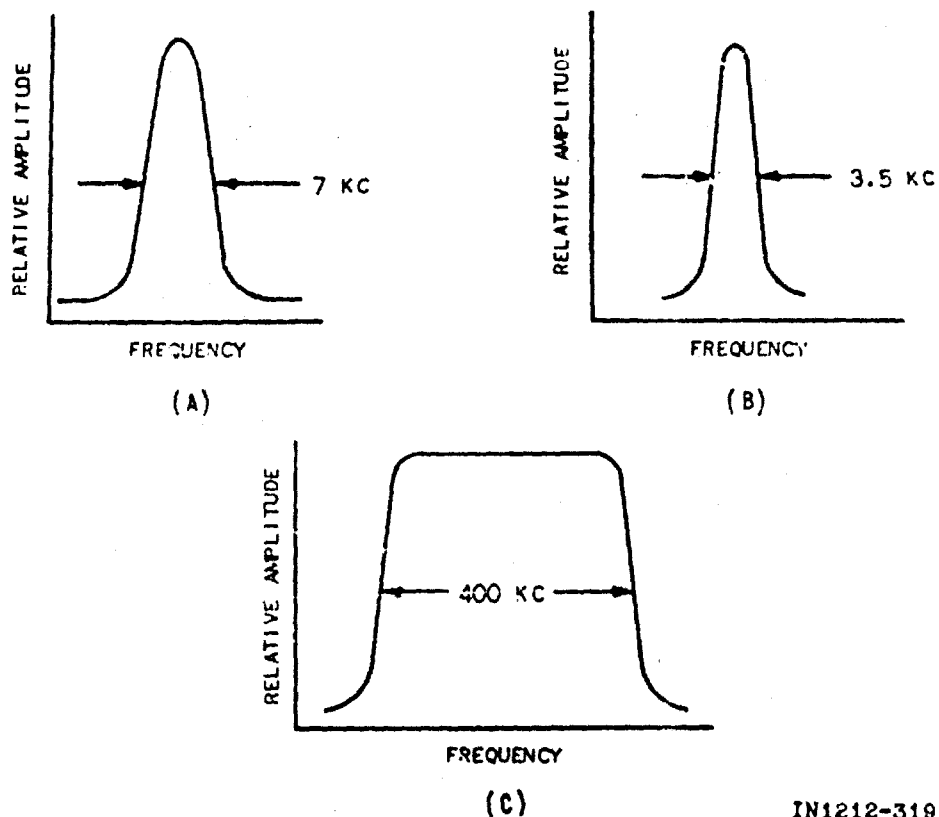 RELATIVE AMPLITUDE
7 KC
FREQUENCY
(A)
RELATIVE AMPLITUDE
3.5 KC
FREQUENCY
(B)
RELATIVE AMPLITUDE
400 KC
FREQUENCY
(C)
IN1212-319